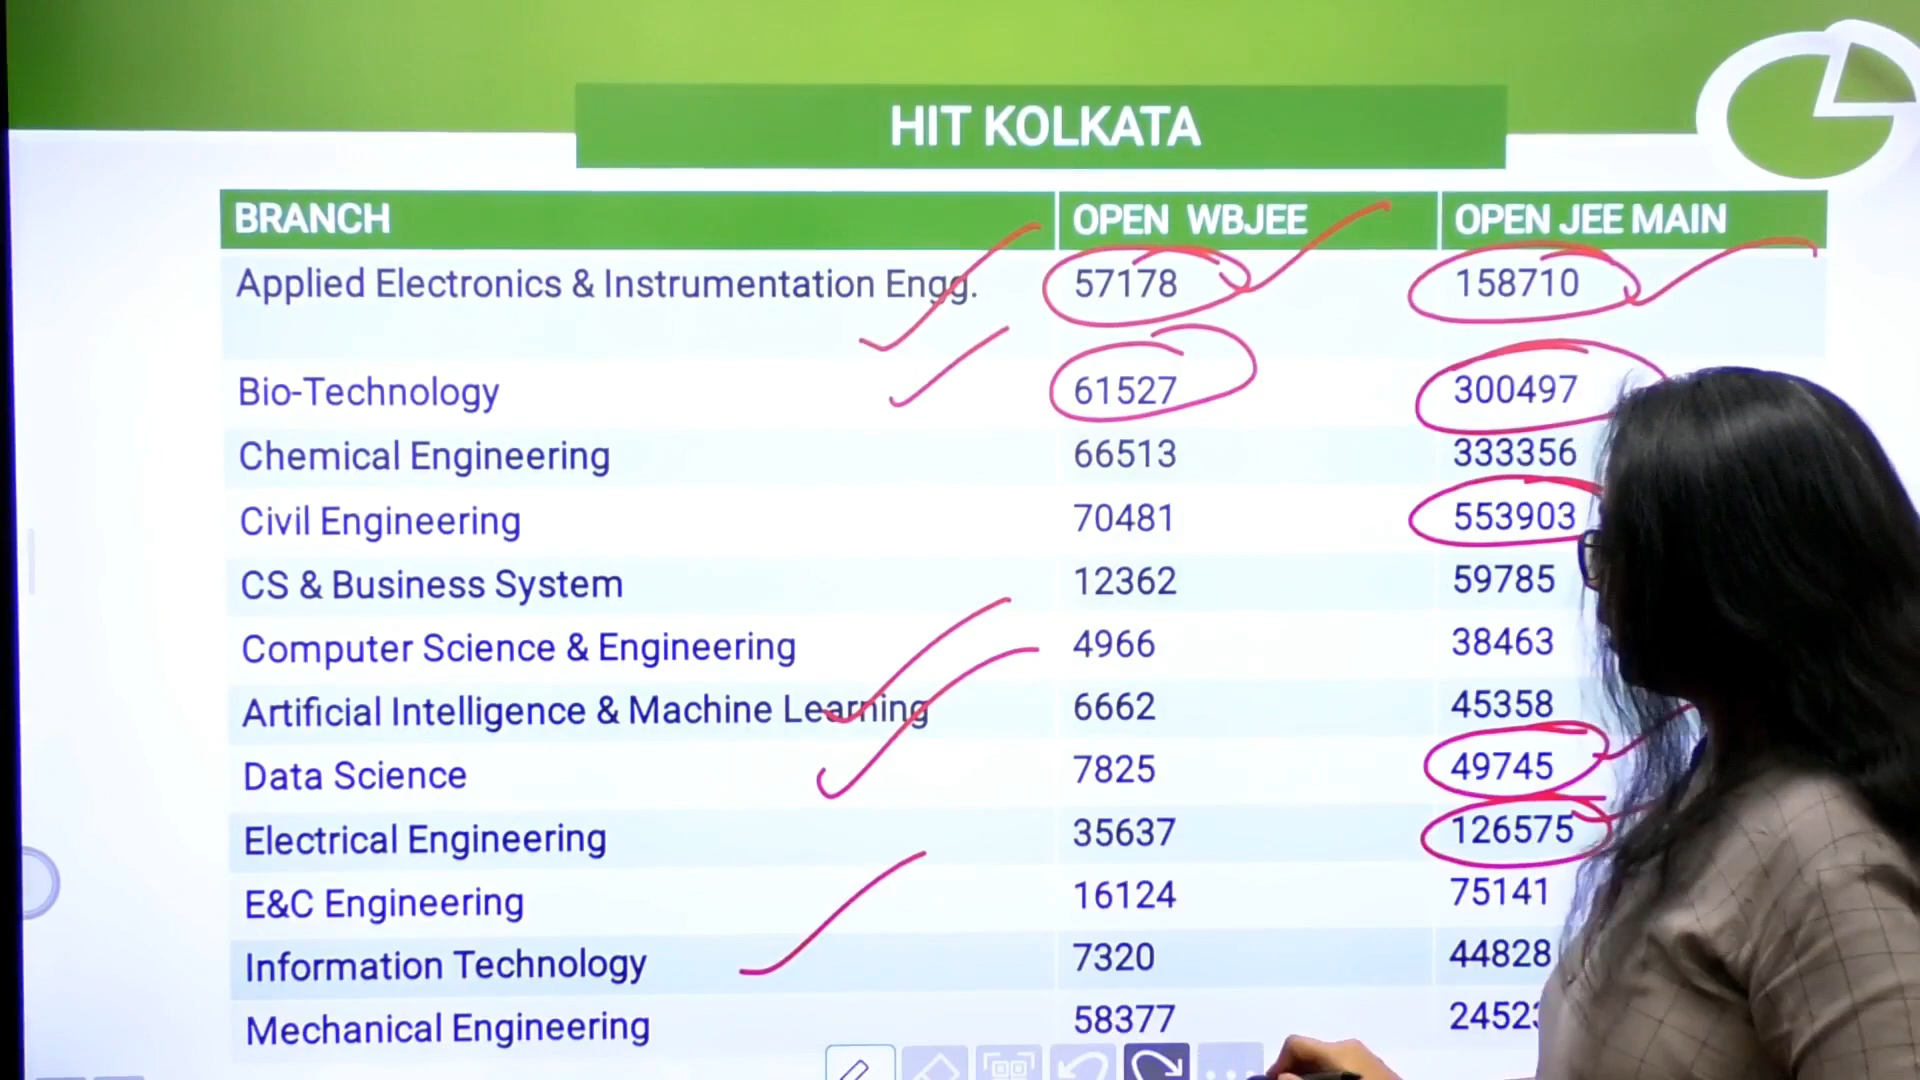 HIT KOLKATA
BRANCH OPEN WBJEE OPEN JEE MAIN
Applied Electronics & Instrumentation Engg. 57178 158710
Bio-Technology 61527 300497
Chemical Engineering 66513 333356
Civil Engineering 70481 553903
CS & Business System 12362 59785
Computer Science & Engineering 4966 38463
Artificial Intelligence & Machine Learning 6662 45358
Data Science 7825 49745
Electrical Engineering 35637 126575
E&C Engineering 16124 75141
Information Technology 7320 44828
Mechanical Engineering 58377